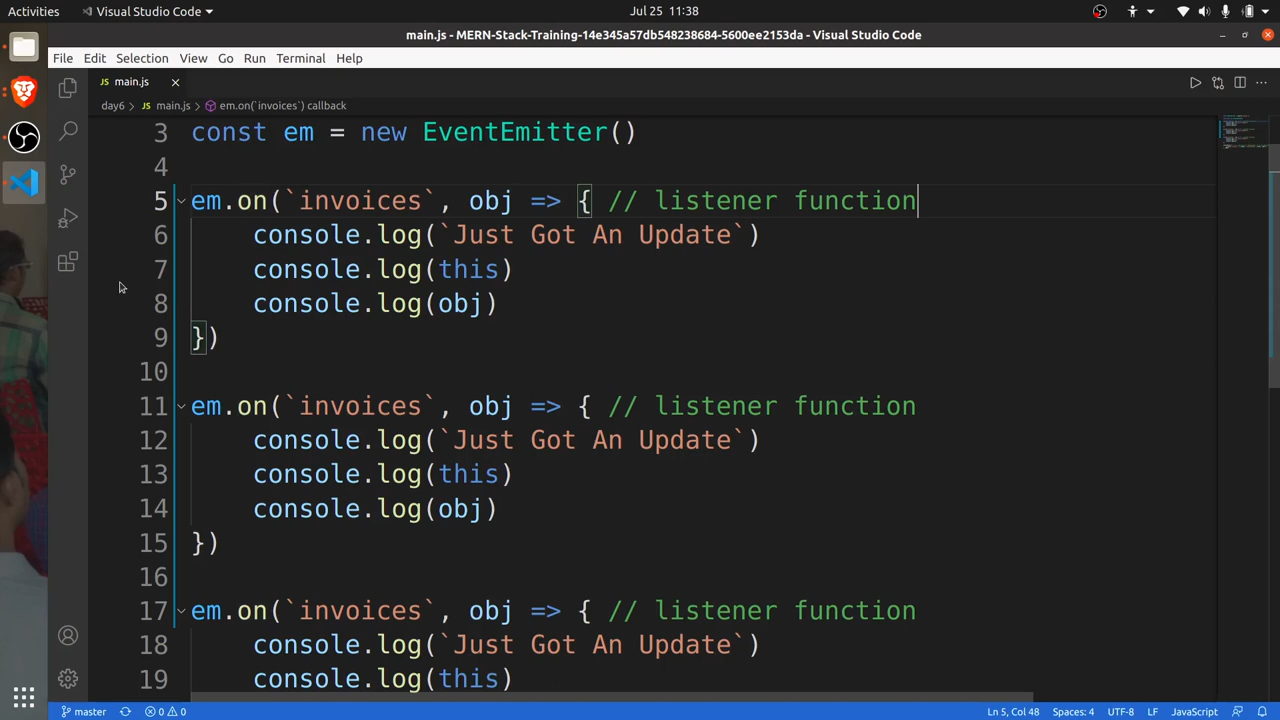 Activities
Visual Studio Code
Jul 25 11:38
main.js - MERN-Stack-Training-14e345a57db548238684-5600ee2153da - Visual Studio Code
File Edit Selection View Go Run Terminal Help
main.js
day6 > main.js > em.on(`invoices`) callback
3 const em = new EventEmitter()
4
5 em.on(`invoices`, obj => { // listener function
6 console.log(`Just Got An Update`)
7 console.log(this)
8 console.log(obj)
9 })
10
11 em.on(`invoices`, obj => { // listener function
12 console.log(`Just Got An Update`)
13 console.log(this)
14 console.log(obj)
15 })
16
17 em.on(`invoices`, obj => { // listener function
18 console.log(`Just Got An Update`)
19 console.log(this)
master 0 0 Ln 5, Col 48 Spaces: 4 UTF-8 LF JavaScript